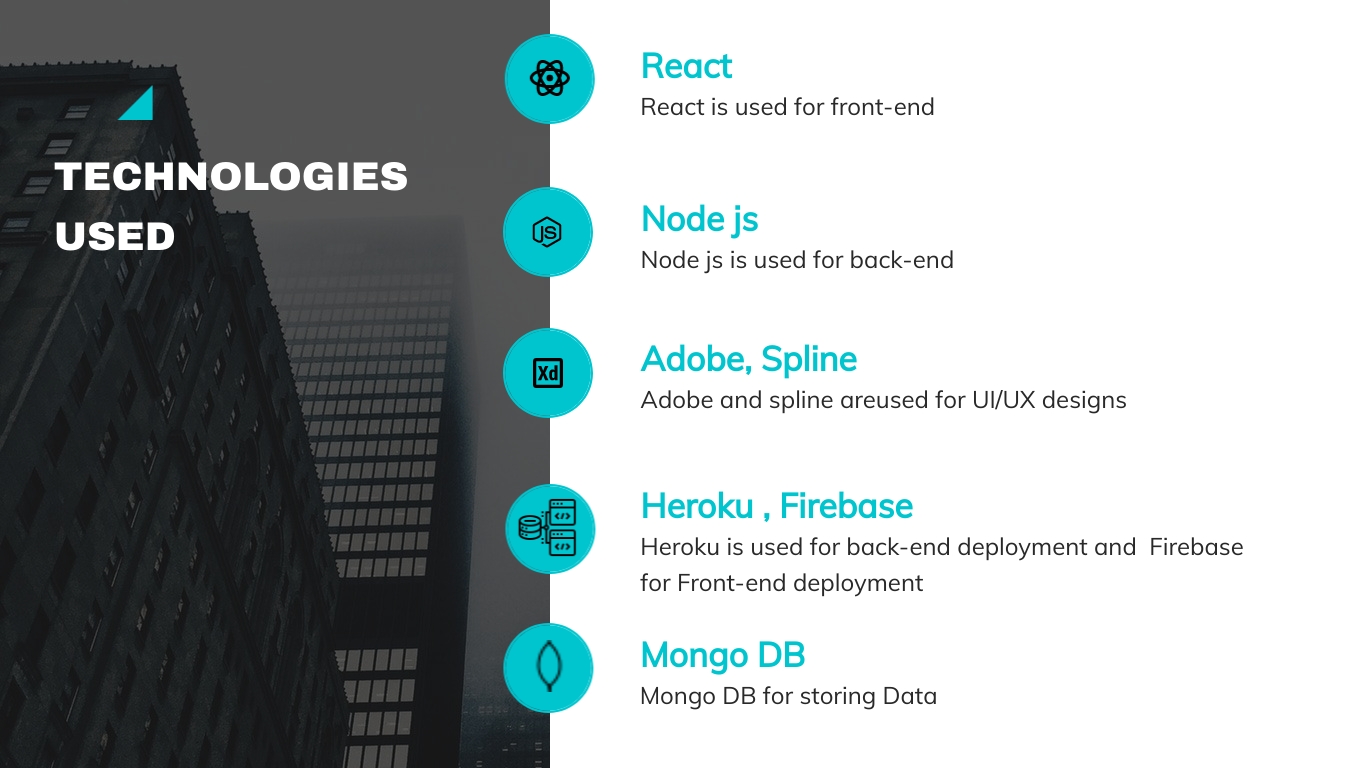 TECHNOLOGIES
USED
React
React is used for front-end
JS
Node js
Node js is used for back-end
Xd
Adobe, Spline
Adobe and spline areused for UI/UX designs
Heroku , Firebase
Heroku is used for back-end deployment and  Firebase
for Front-end deployment
Mongo DB
Mongo DB for storing Data